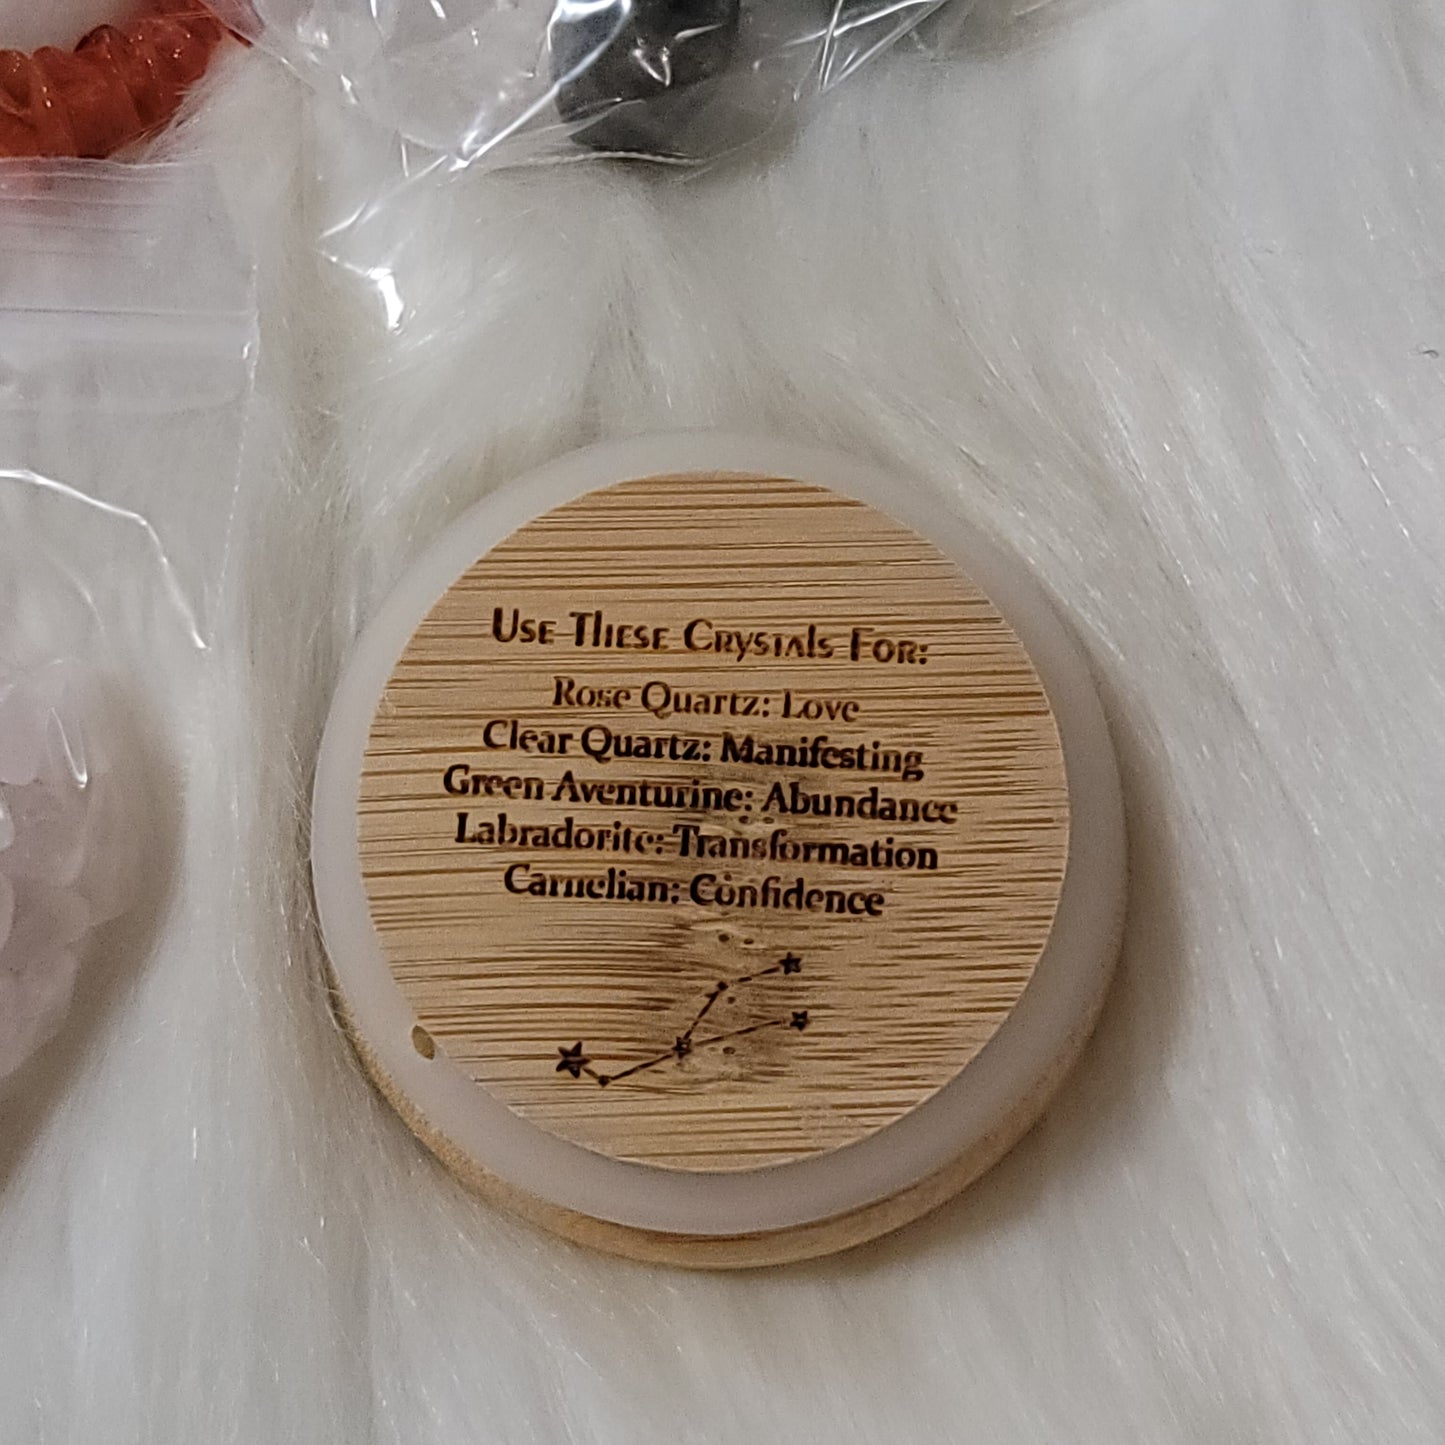 Use These Crystals For:
Rose Quartz: Love
Clear Quartz: Manifesting
Green Aventurine: Abundance
Labradorite: Transformation
Carnelian: Confidence